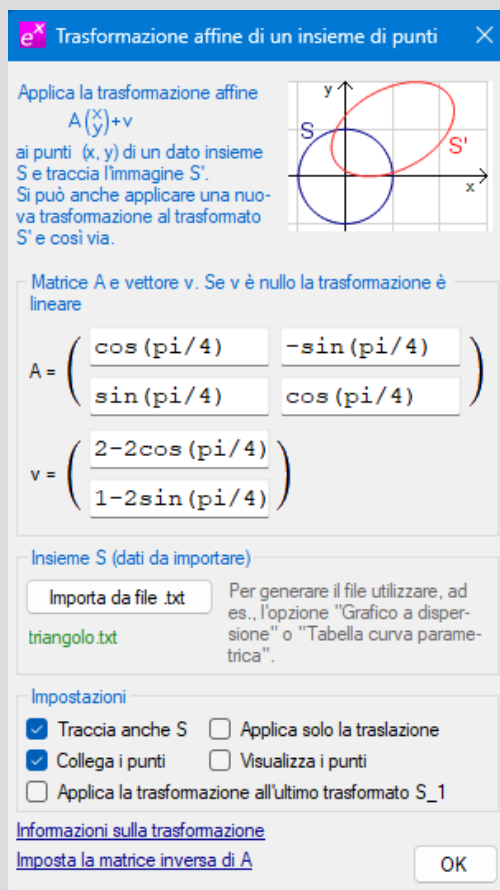 e^x Trasformazione affine di un insieme di punti
Applica la trasformazione affine
A(x y)+v
ai punti (x, y) di un dato insieme
S e traccia l'immagine S'.
Si può anche applicare una nuo-
va trasformazione al trasformato
S' e così via.
y
S
S'
x
Matrice A e vettore v. Se v è nullo la trasformazione è
lineare
A = ( cos(pi/4) -sin(pi/4) )
sin(pi/4) cos(pi/4)
v = ( 2-2cos(pi/4) )
1-2sin(pi/4)
Insieme S (dati da importare)
Importa da file .txt
triangolo.txt
Per generare il file utilizzare, ad
es., l'opzione "Grafico a disper-
sione" o "Tabella curva parame-
trica".
Impostazioni
Traccia anche S Applica solo la traslazione
Collega i punti Visualizza i punti
Applica la trasformazione all'ultimo trasformato S_1
Informazioni sulla trasformazione
Imposta la matrice inversa di A
OK